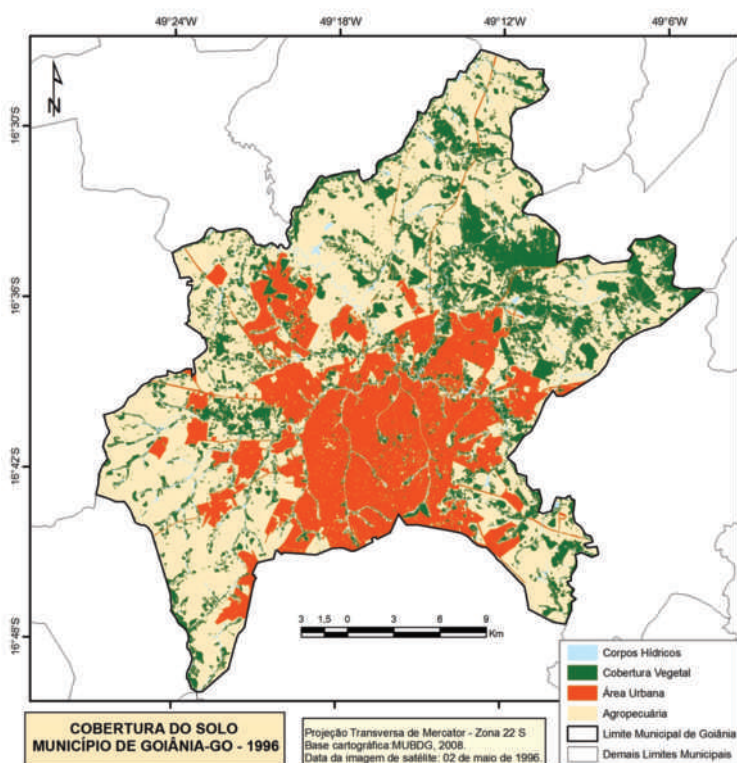 49°24'W 49°18'W 49°12'W 49°6'W
N
16°30'S
16°36'S
16°42'S
16°48'S
3 1,5 0 3 6 9
Km
Corpos Hídricos
Cobertura Vegetal
Área Urbana
Agropecuária
Limite Municipal de Goiânia
Demais Limites Municipais
COBERTURA DO SOLO
MUNICÍPIO DE GOIÂNIA-GO - 1996
Projeção Transversa de Mercator - Zona 22 S
Base cartográfica:MUBDG, 2008.
Data da imagem de satélite: 02 de maio de 1996.